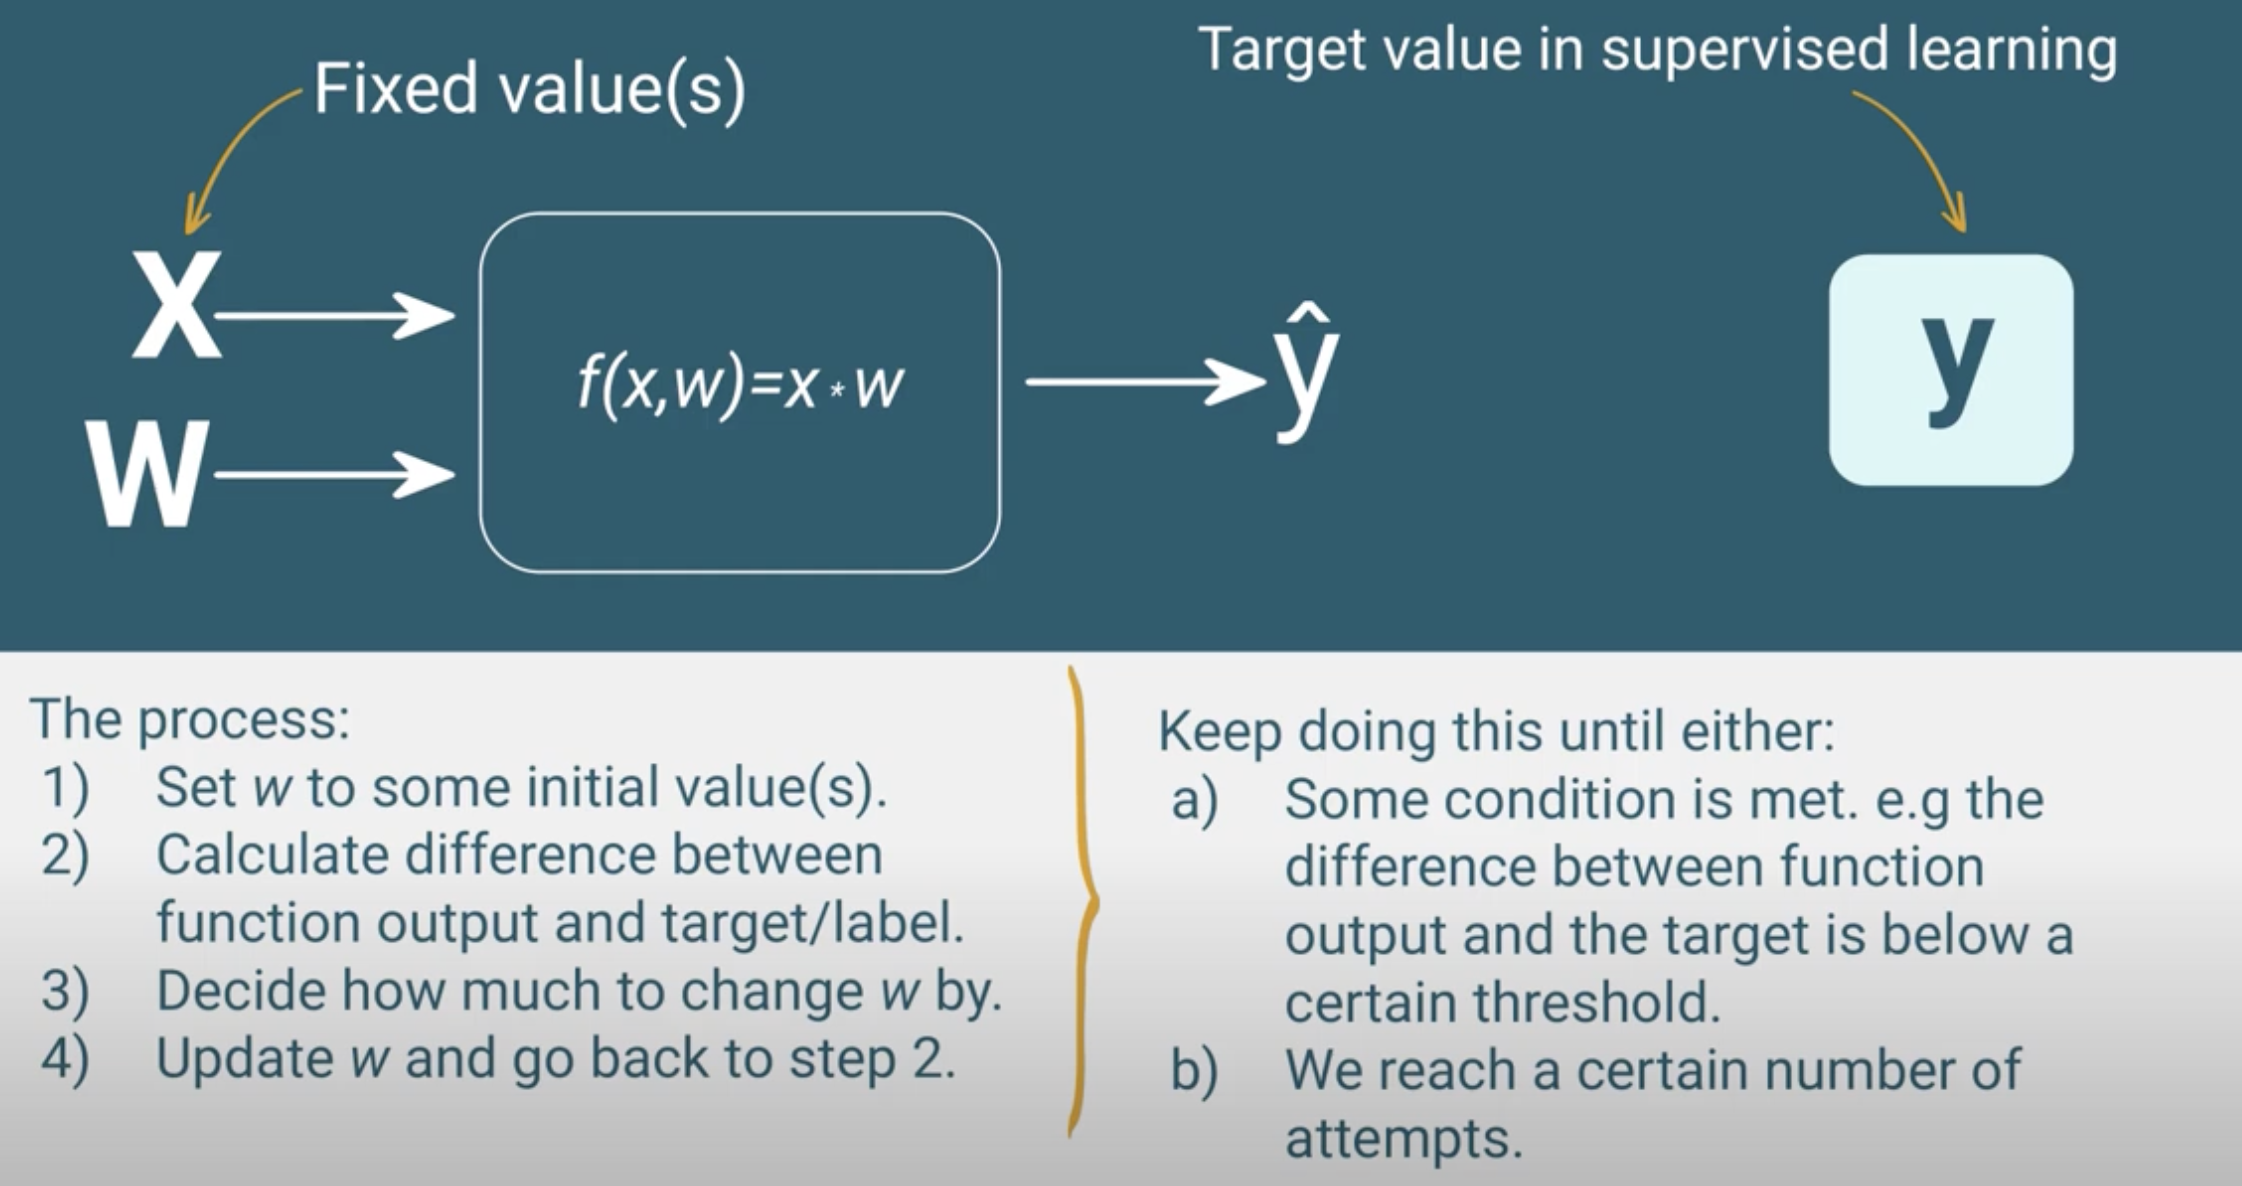 Fixed value(s)
Target value in supervised learning
X
W
f(x,w)=x*w
ŷ
y
The process:
1) Set w to some initial value(s).
2) Calculate difference between
function output and target/label.
3) Decide how much to change w by.
4) Update w and go back to step 2.
Keep doing this until either:
a) Some condition is met. e.g the
difference between function
output and the target is below a
certain threshold.
b) We reach a certain number of
attempts.